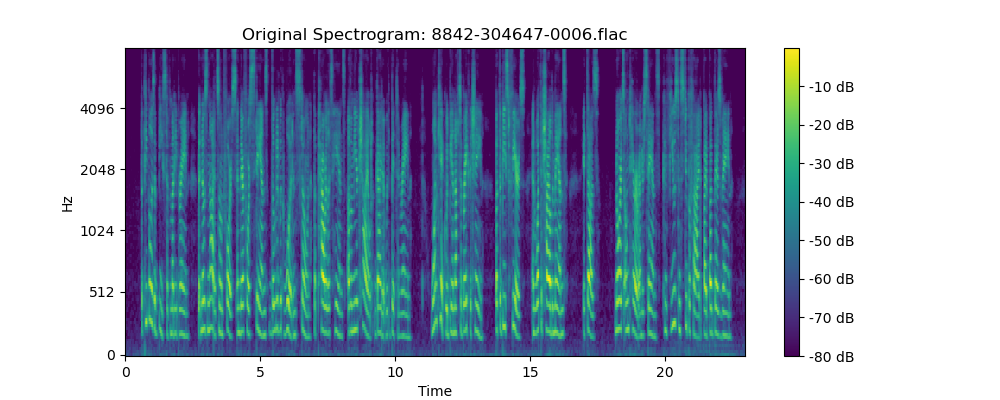 Original Spectrogram: 8842-304647-0006.flac
Hz
4096
2048
1024
512
0
0 5 10 15 20
Time
-10 dB
-20 dB
-30 dB
-40 dB
-50 dB
-60 dB
-70 dB
-80 dB